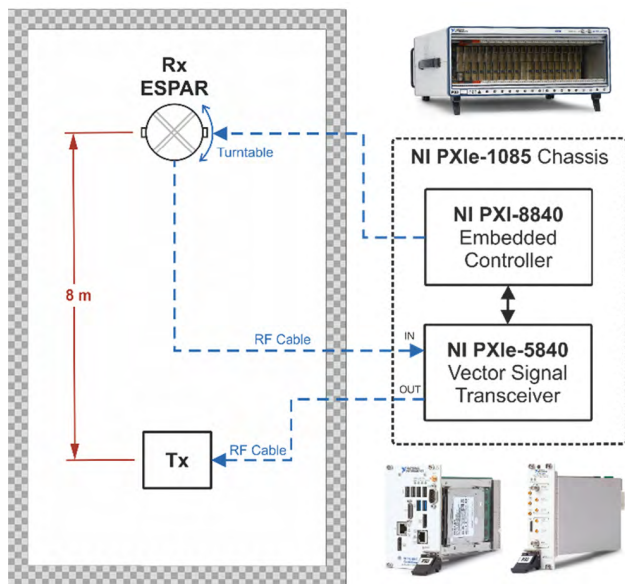 Rx
ESPAR
Turntable
8 m
RF Cable
RF Cable
Tx
NI PXIe-1085 Chassis
NI PXI-8840
Embedded
Controller
IN
NI PXIe-5840
OUT
Vector Signal
Transceiver